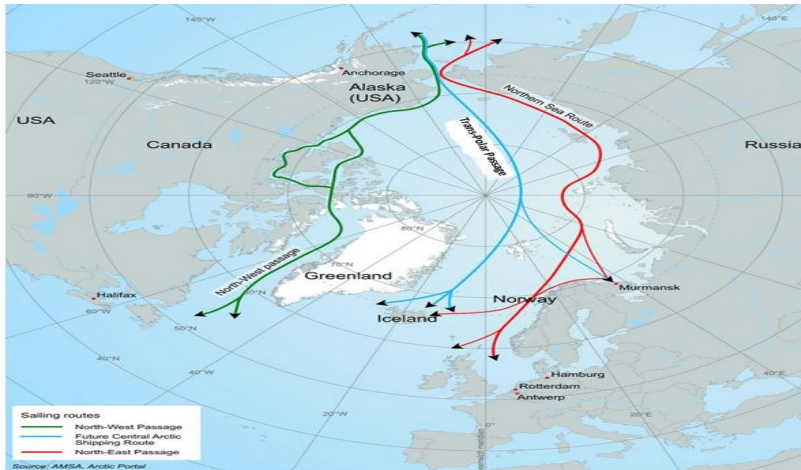 140°W
140°E
Seattle
120°W
Anchorage
Alaska
(USA)
Northern Sea Route
USA
Canada
Trans-Polar Passage
Russia
90°W
80°N
70°N
North-West passage
Greenland
Halifax
60°W
60°N
50°N
Norway
Murmansk
Iceland
40°N
40°W
Hamburg
Rotterdam
Antwerp
20°W
0°
20°E
40°E
Sailing routes
North-West Passage
Future Central Arctic
Shipping Route
North-East Passage
Source: AMSA, Arctic Portal